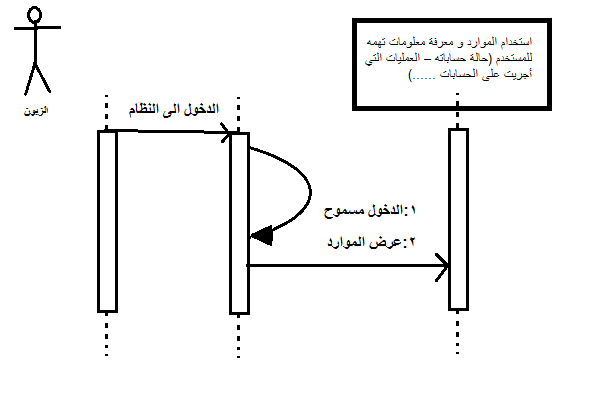 استخدام الموارد و معرفة معلومات تهمه
للمستخدم (حالة حساباته – العمليات التي
أجريت على الحسابات ......)
الزبون
الدخول الى النظام
١:الدخول مسموح
٢:عرض الموارد